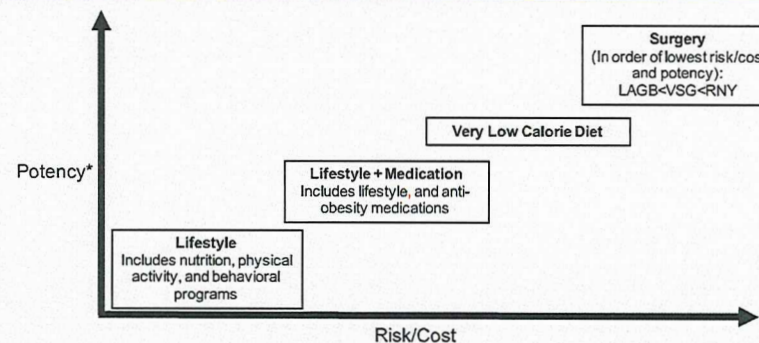 Surgery
(In order of lowest risk/cos
and potency):
LAGB<VSG<RNY
Very Low Calorie Diet
Potency*
Lifestyle + Medication
Includes lifestyle, and anti-
obesity medications
Lifestyle
Includes nutrition, physical
activity, and behavioral
programs
Risk/Cost